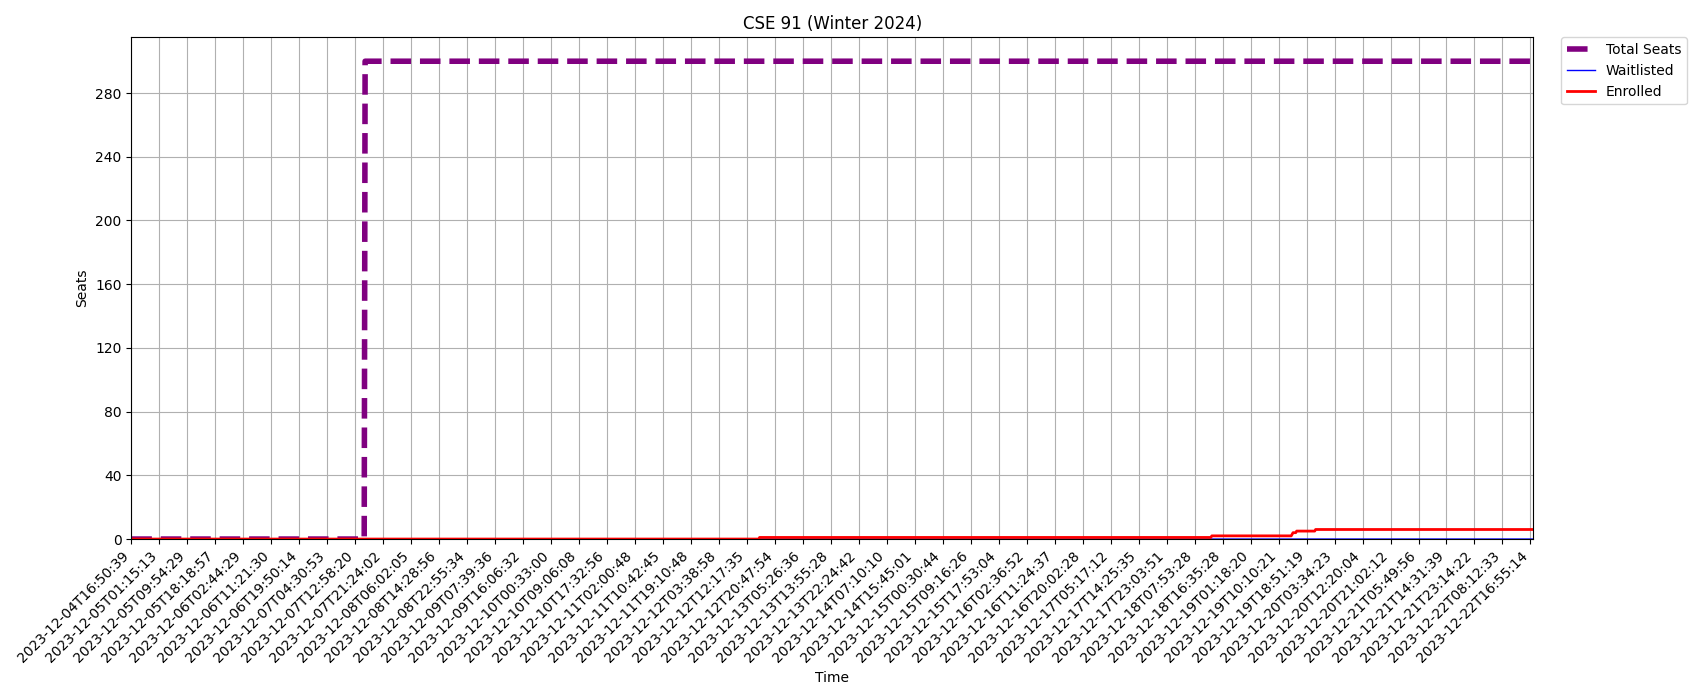 CSE 91 (Winter 2024)
Total Seats
Waitlisted
Enrolled
Seats
280
240
200
160
120
80
40
0
2023-12-04T16:50:39
2023-12-05T01:15:13
2023-12-05T09:54:29
2023-12-05T18:18:57
2023-12-06T02:44:29
2023-12-06T11:21:30
2023-12-06T19:50:14
2023-12-07T04:30:53
2023-12-07T12:58:20
2023-12-07T21:24:02
2023-12-08T06:02:05
2023-12-08T14:28:56
2023-12-08T22:55:34
2023-12-09T07:39:36
2023-12-09T16:06:32
2023-12-10T00:33:00
2023-12-10T09:06:08
2023-12-10T17:32:56
2023-12-11T02:00:48
2023-12-11T10:42:45
2023-12-11T19:10:48
2023-12-12T03:38:58
2023-12-12T12:17:35
2023-12-12T20:47:54
2023-12-13T05:26:36
2023-12-13T13:55:28
2023-12-13T22:24:42
2023-12-14T07:10:10
2023-12-14T15:45:01
2023-12-15T00:30:44
2023-12-15T09:16:26
2023-12-15T17:53:04
2023-12-16T02:36:52
2023-12-16T11:24:37
2023-12-16T20:02:28
2023-12-17T05:17:12
2023-12-17T14:25:35
2023-12-17T23:03:51
2023-12-18T07:53:28
2023-12-18T16:35:28
2023-12-19T01:18:20
2023-12-19T10:10:21
2023-12-19T18:51:19
2023-12-20T03:34:23
2023-12-20T12:20:04
2023-12-20T21:02:12
2023-12-21T05:49:56
2023-12-21T14:31:39
2023-12-21T23:14:22
2023-12-22T08:12:33
2023-12-22T16:55:14
Time